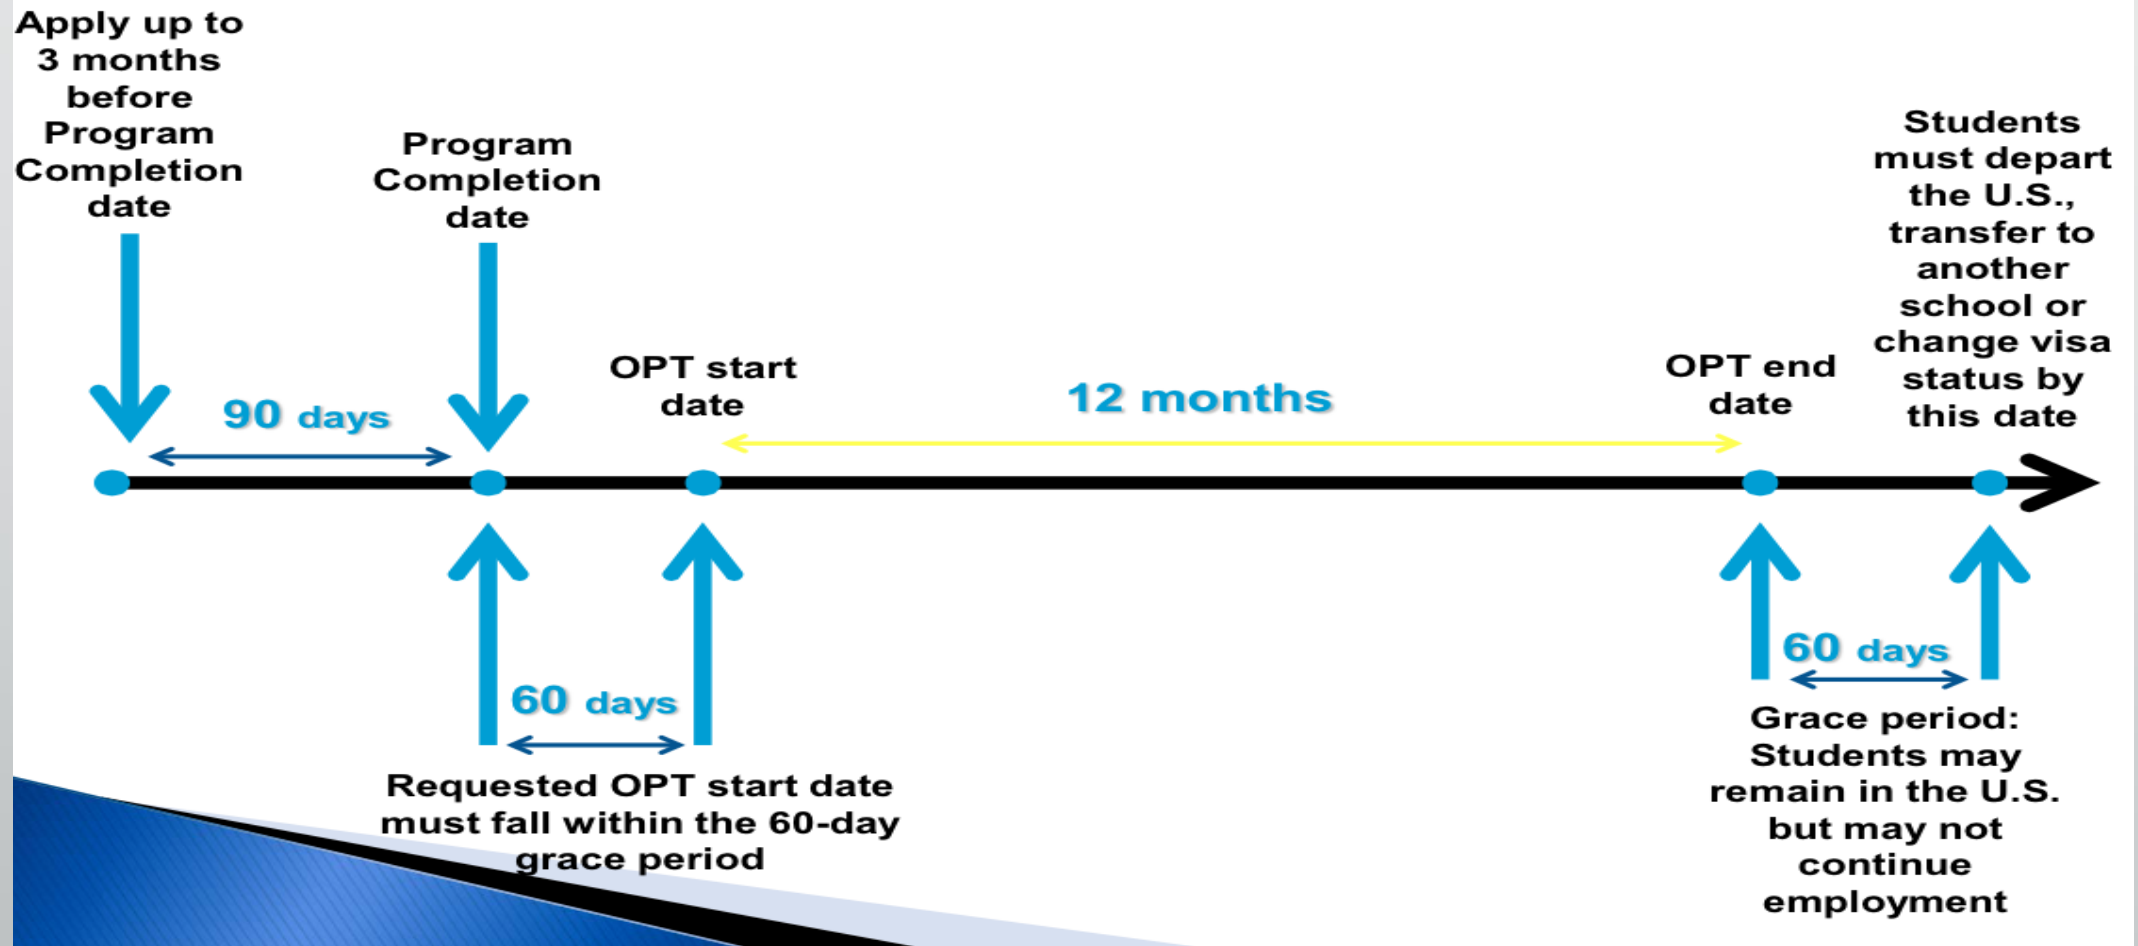 Apply up to
3 months
before
Program
Completion
date
Program
Completion
date
OPT start
date
OPT end
date
Students
must depart
the U.S.,
transfer to
another
school or
change visa
status by
this date
90 days
12 months
60 days
Requested OPT start date
must fall within the 60-day
grace period
60 days
Grace period:
Students may
remain in the U.S.
but may not
continue
employment